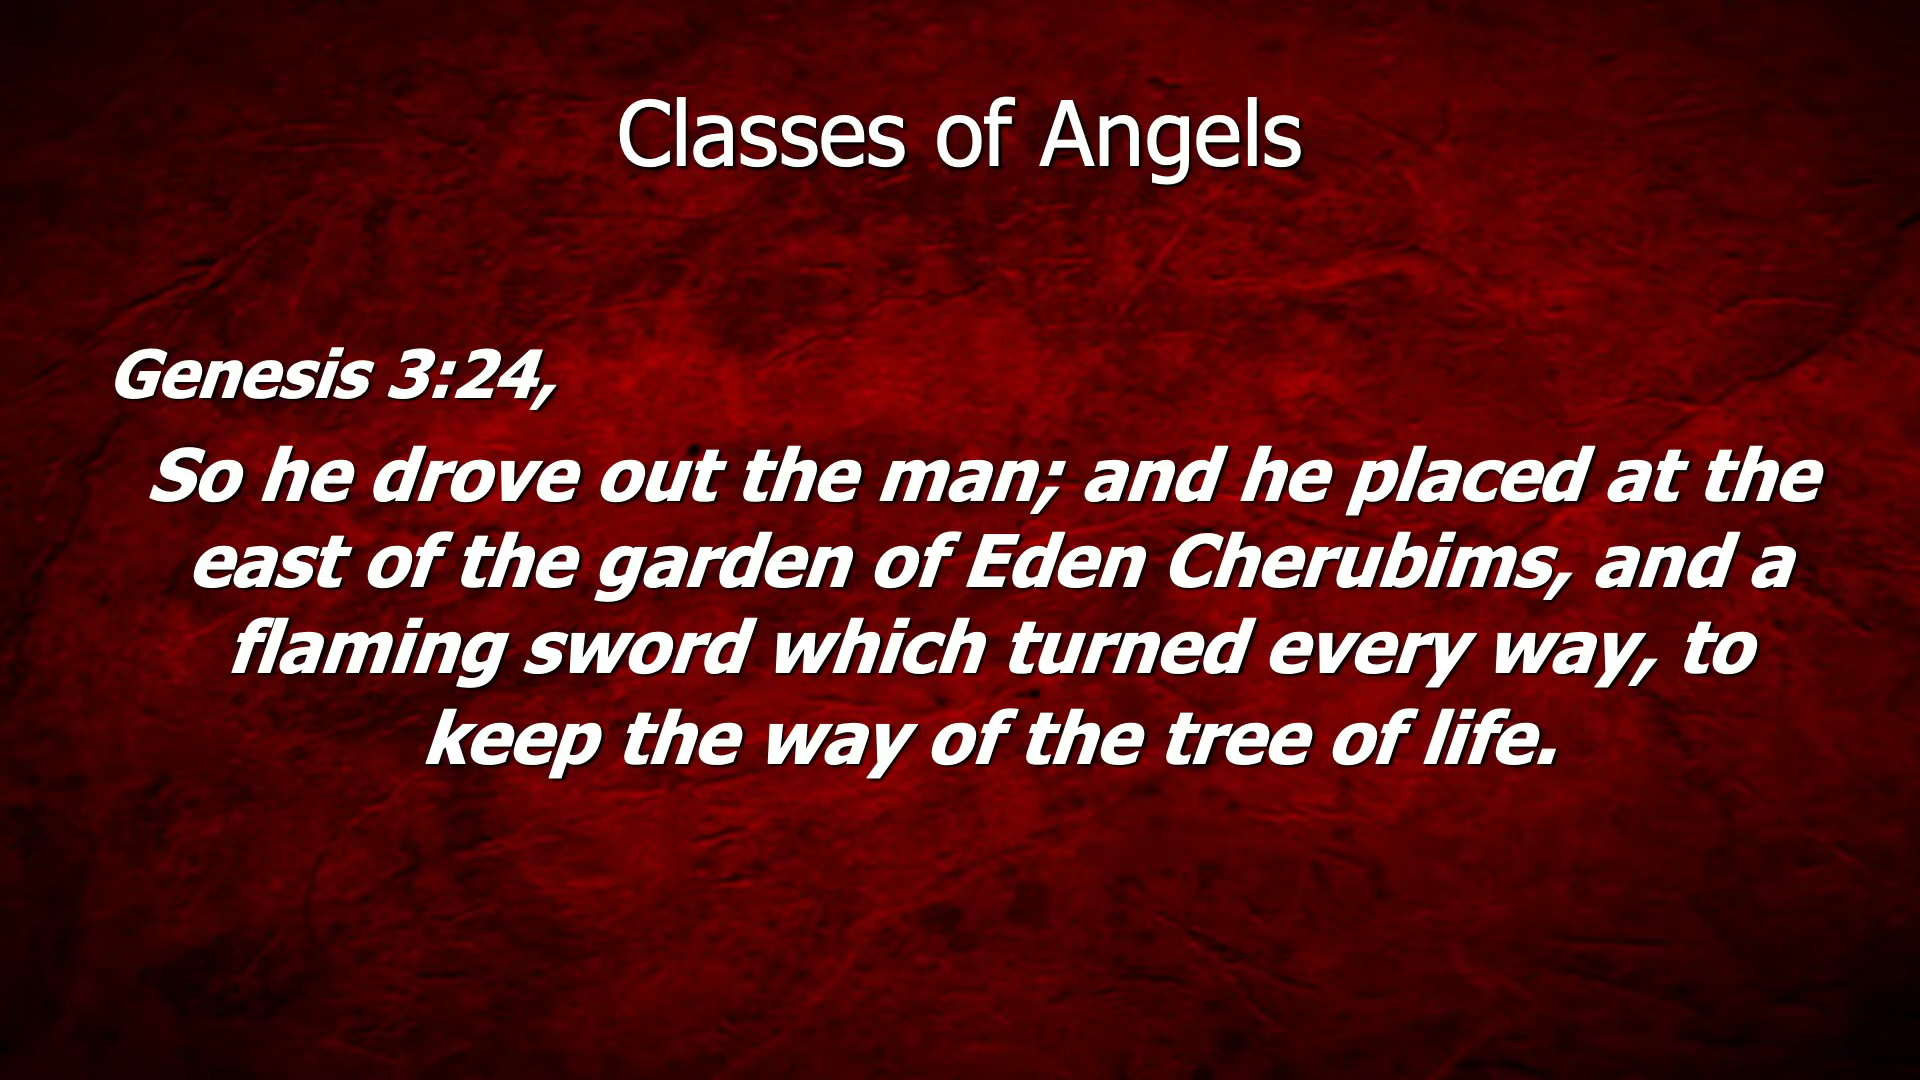 Classes of Angels
Genesis 3:24,
So he drove out the man; and he placed at the
east of the garden of Eden Cherubims, and a
flaming sword which turned every way, to
keep the way of the tree of life.